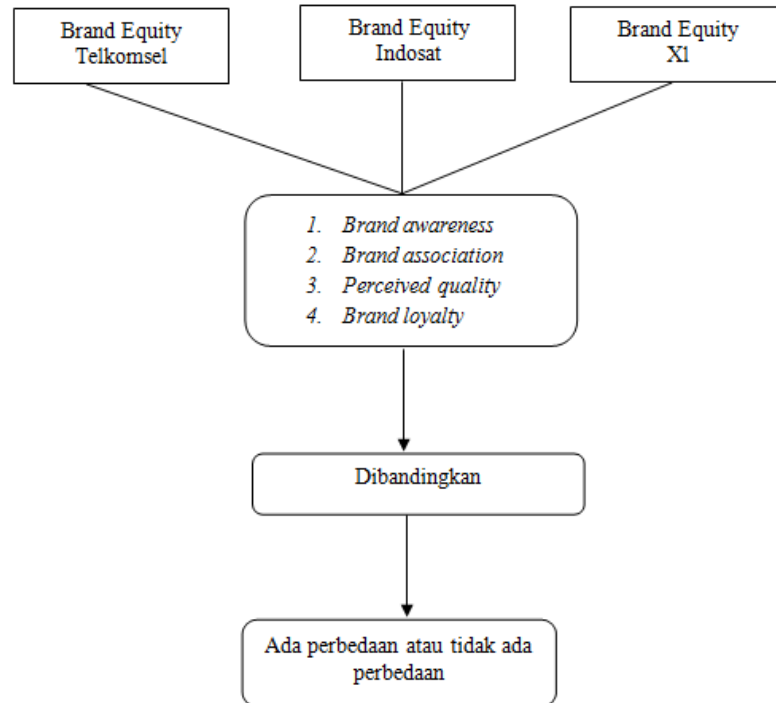 Brand Equity
Telkomsel
Brand Equity
Indosat
Brand Equity
Xl
1. Brand awareness
2. Brand association
3. Perceived quality
4. Brand loyalty
Dibandingkan
Ada perbedaan atau tidak ada
perbedaan